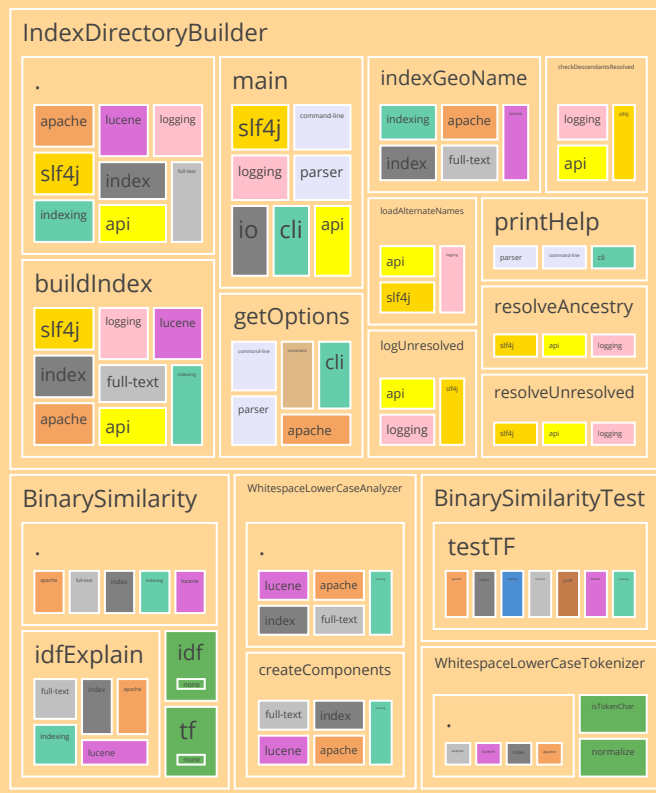 IndexDirectoryBuilder
.
apache
lucene
logging
slf4j
index
full-text
indexing
api
main
slf4j
command-line
logging
parser
io
cli
api
indexGeoName
indexing
apache
lucene
index
full-text
checkDescendantsResolved
logging
slf4j
api
loadAlternateNames
api
logging
slf4j
printHelp
parser
command-line
cli
buildIndex
slf4j
logging
lucene
index
full-text
indexing
apache
api
getOptions
command-line
command
cli
parser
apache
logUnresolved
api
slf4j
logging
resolveAncestry
slf4j
api
logging
resolveUnresolved
slf4j
api
logging
BinarySimilarity
.
apache
full-text
index
indexing
lucene
idfExplain
full-text
index
apache
indexing
lucene
idf
none
tf
none
WhitespaceLowerCaseAnalyzer
.
lucene
apache
index
full-text
createComponents
full-text
index
lucene
apache
BinarySimilarityTest
testTF
WhitespaceLowerCaseTokenizer
.
lucene
index
apache
isTokenChar
normalize